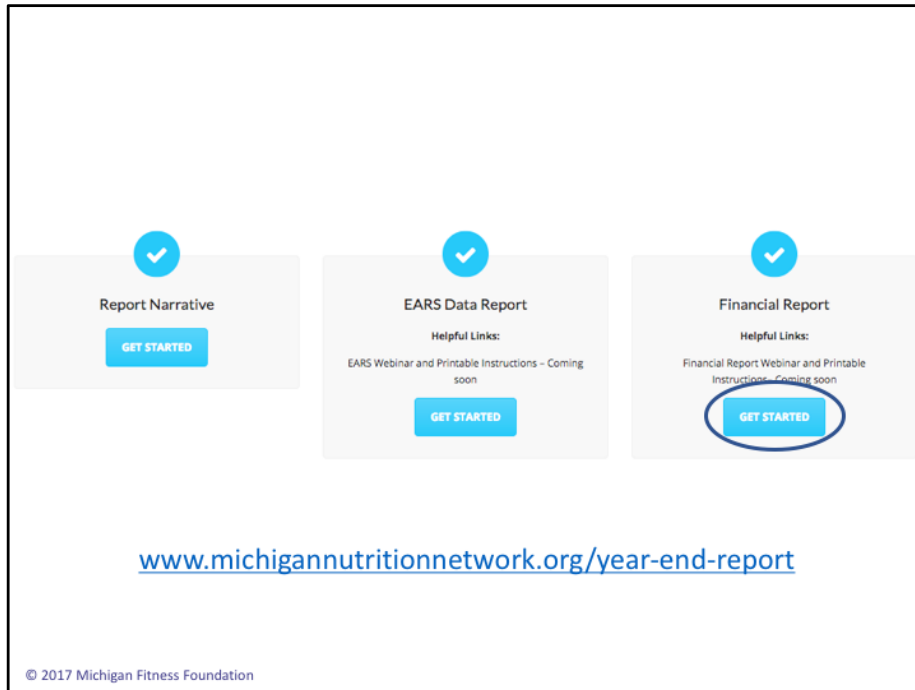 Report Narrative
GET STARTED
EARS Data Report
Helpful Links:
EARS Webinar and Printable Instructions – Coming
soon
GET STARTED
Financial Report
Helpful Links:
Financial Report Webinar and Printable
Instructions - Coming soon
GET STARTED
www.michigannutritionnetwork.org/year-end-report
© 2017 Michigan Fitness Foundation